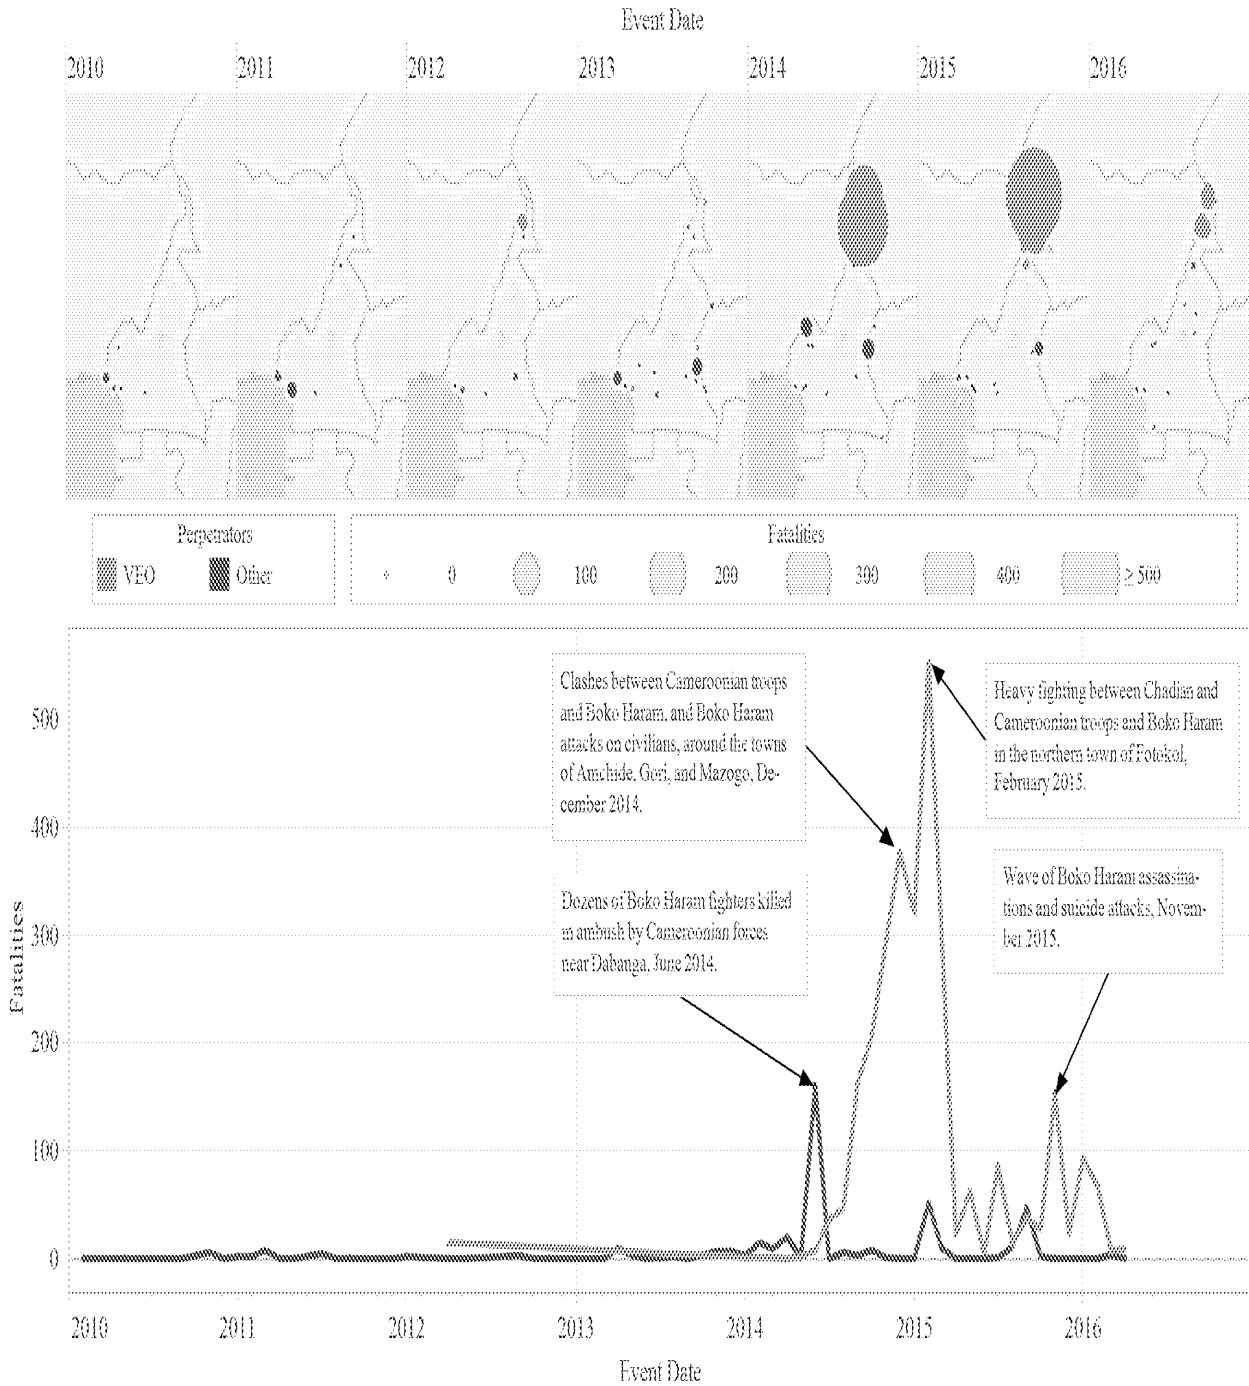 Event Date
2010 2011 2012 2013 2014 2015 2016
Perpetrators
VEO Other
Fatalities
0 100 200 300 400 ≥ 500
Clashes between Cameroonian troops
and Boko Haram, and Boko Haram
attacks on civilians, around the towns
of Amchide, Gori, and Mazogo, De-
cember 2014.
Heavy fighting between Chadian and
Cameroonian troops and Boko Haram
in the northern town of Fotokol,
February 2015.
Dozens of Boko Haram fighters killed
in ambush by Cameroonian forces
near Dabanga, June 2014.
Wave of Boko Haram assassina-
tions and suicide attacks, Novem-
ber 2015.
Fatalities
500
400
300
200
100
0
2010 2011 2012 2013 2014 2015 2016
Event Date